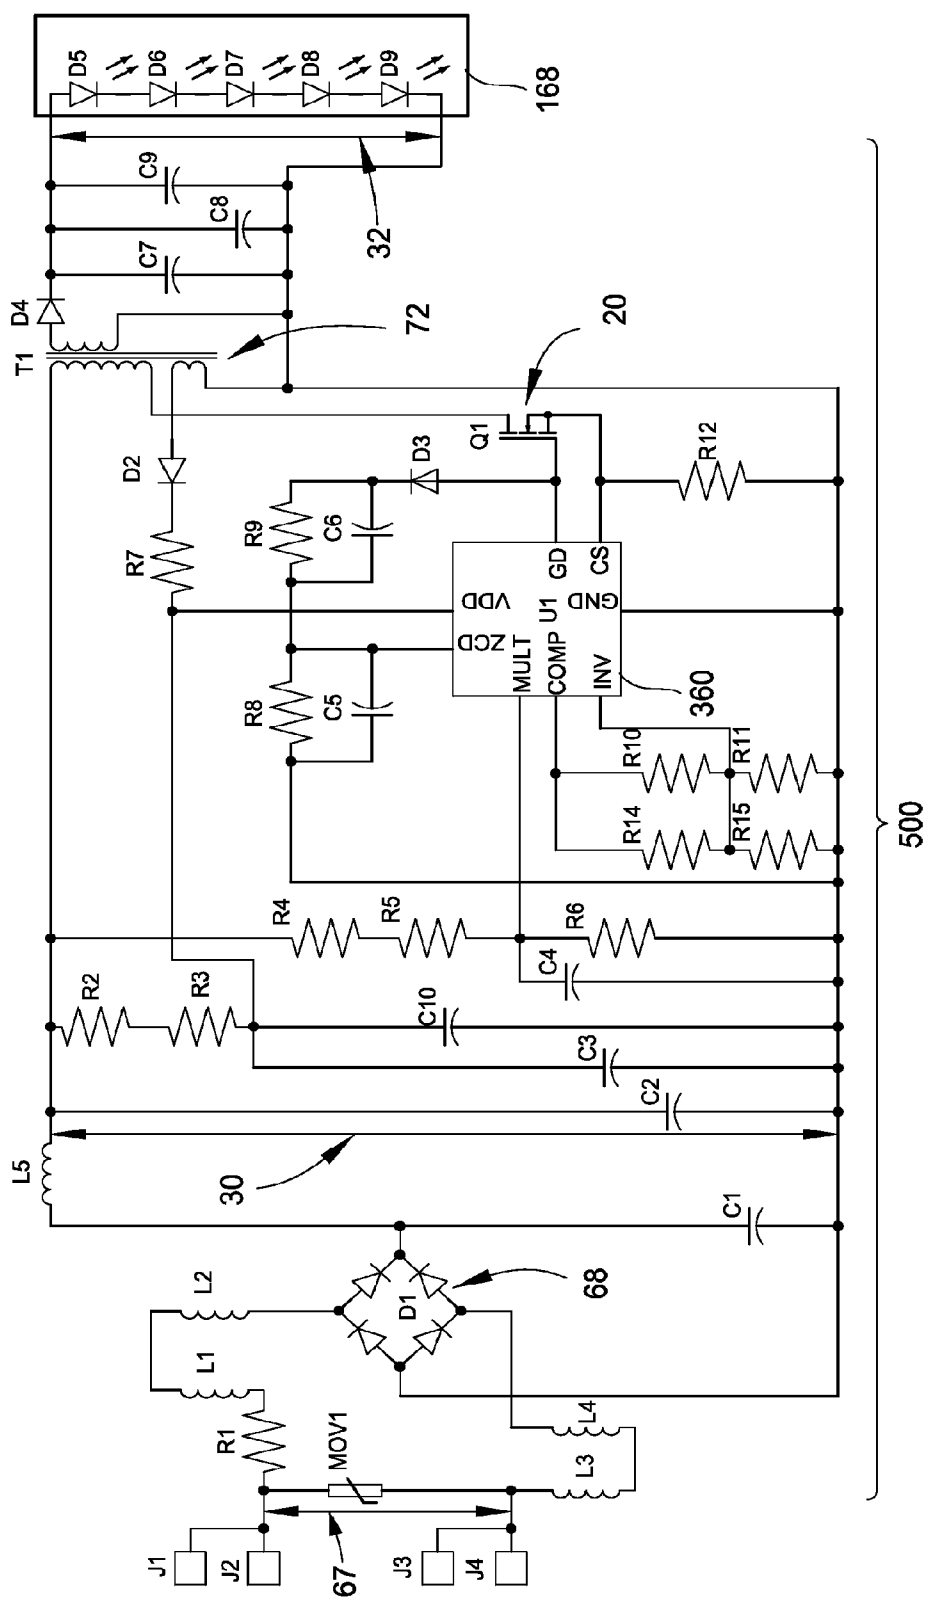 D5
D6
D7
D8
D9
168
C9
C8
C7
32
D4
T1
72
20
D2
R7
R9
C6
D3
Q1
R12
VDD
ZCD
GD
CS
U1
GND
MULT
COMP
INV
360
R8
C5
R10
R11
R14
R15
500
R4
R5
R6
C4
R2
R3
C10
C3
C2
L5
30
C1
L2
L1
D1
68
R1
MOV1
L4
L3
J1
J2
67
J3
J4